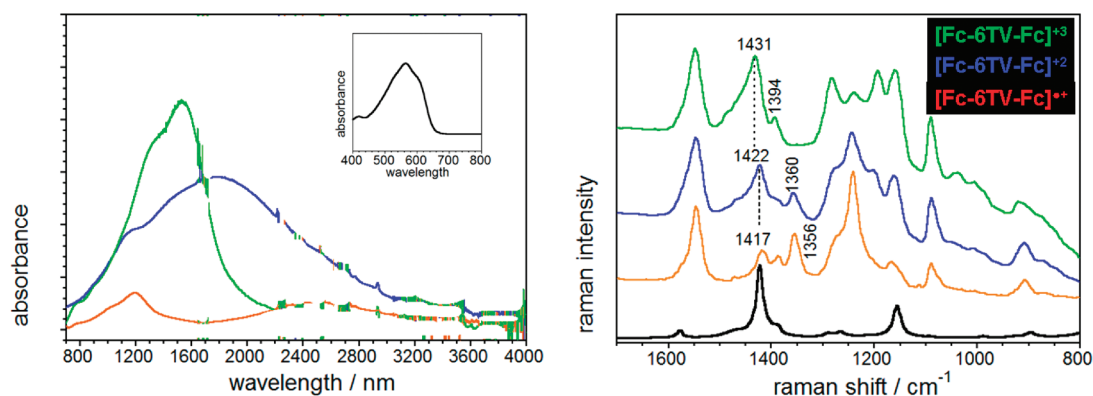 absorbance
absorbance
400 500 600 700 800
wavelength
800 1200 1600 2000 2400 2800 3200 3600 4000
wavelength / nm
raman intensity
[Fc-6TV-Fc]+3
[Fc-6TV-Fc]+2
[Fc-6TV-Fc]•+
1431
1394
1422
1360
1417
1356
1600 1400 1200 1000 800
raman shift / cm-1